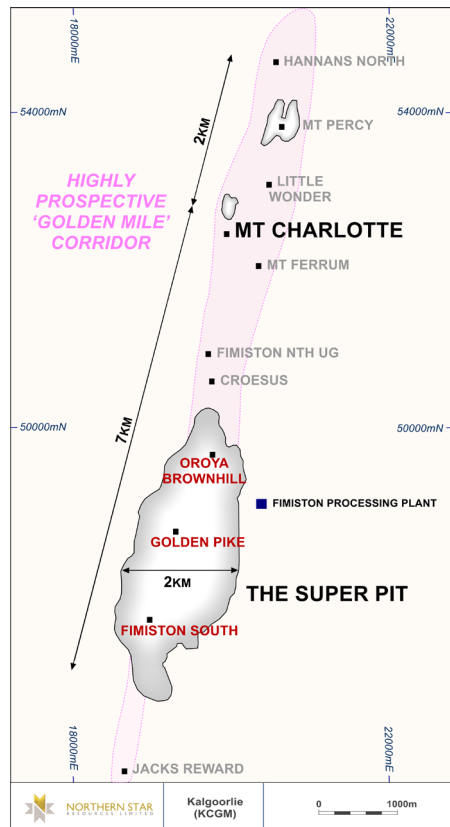 18000mE
22000mE
HANNANS NORTH
54000mN
54000mN
MT PERCY
2KM
HIGHLY
PROSPECTIVE
‘GOLDEN MILE’
CORRIDOR
LITTLE
WONDER
MT CHARLOTTE
MT FERRUM
FIMISTON NTH UG
CROESUS
7KM
50000mN
50000mN
OROYA
BROWNHILL
FIMISTON PROCESSING PLANT
GOLDEN PIKE
2KM
THE SUPER PIT
FIMISTON SOUTH
18000mE
22000mE
JACKS REWARD
NORTHERN STAR
RESOURCES LIMITED
Kalgoorlie
(KCGM)
0 1000m